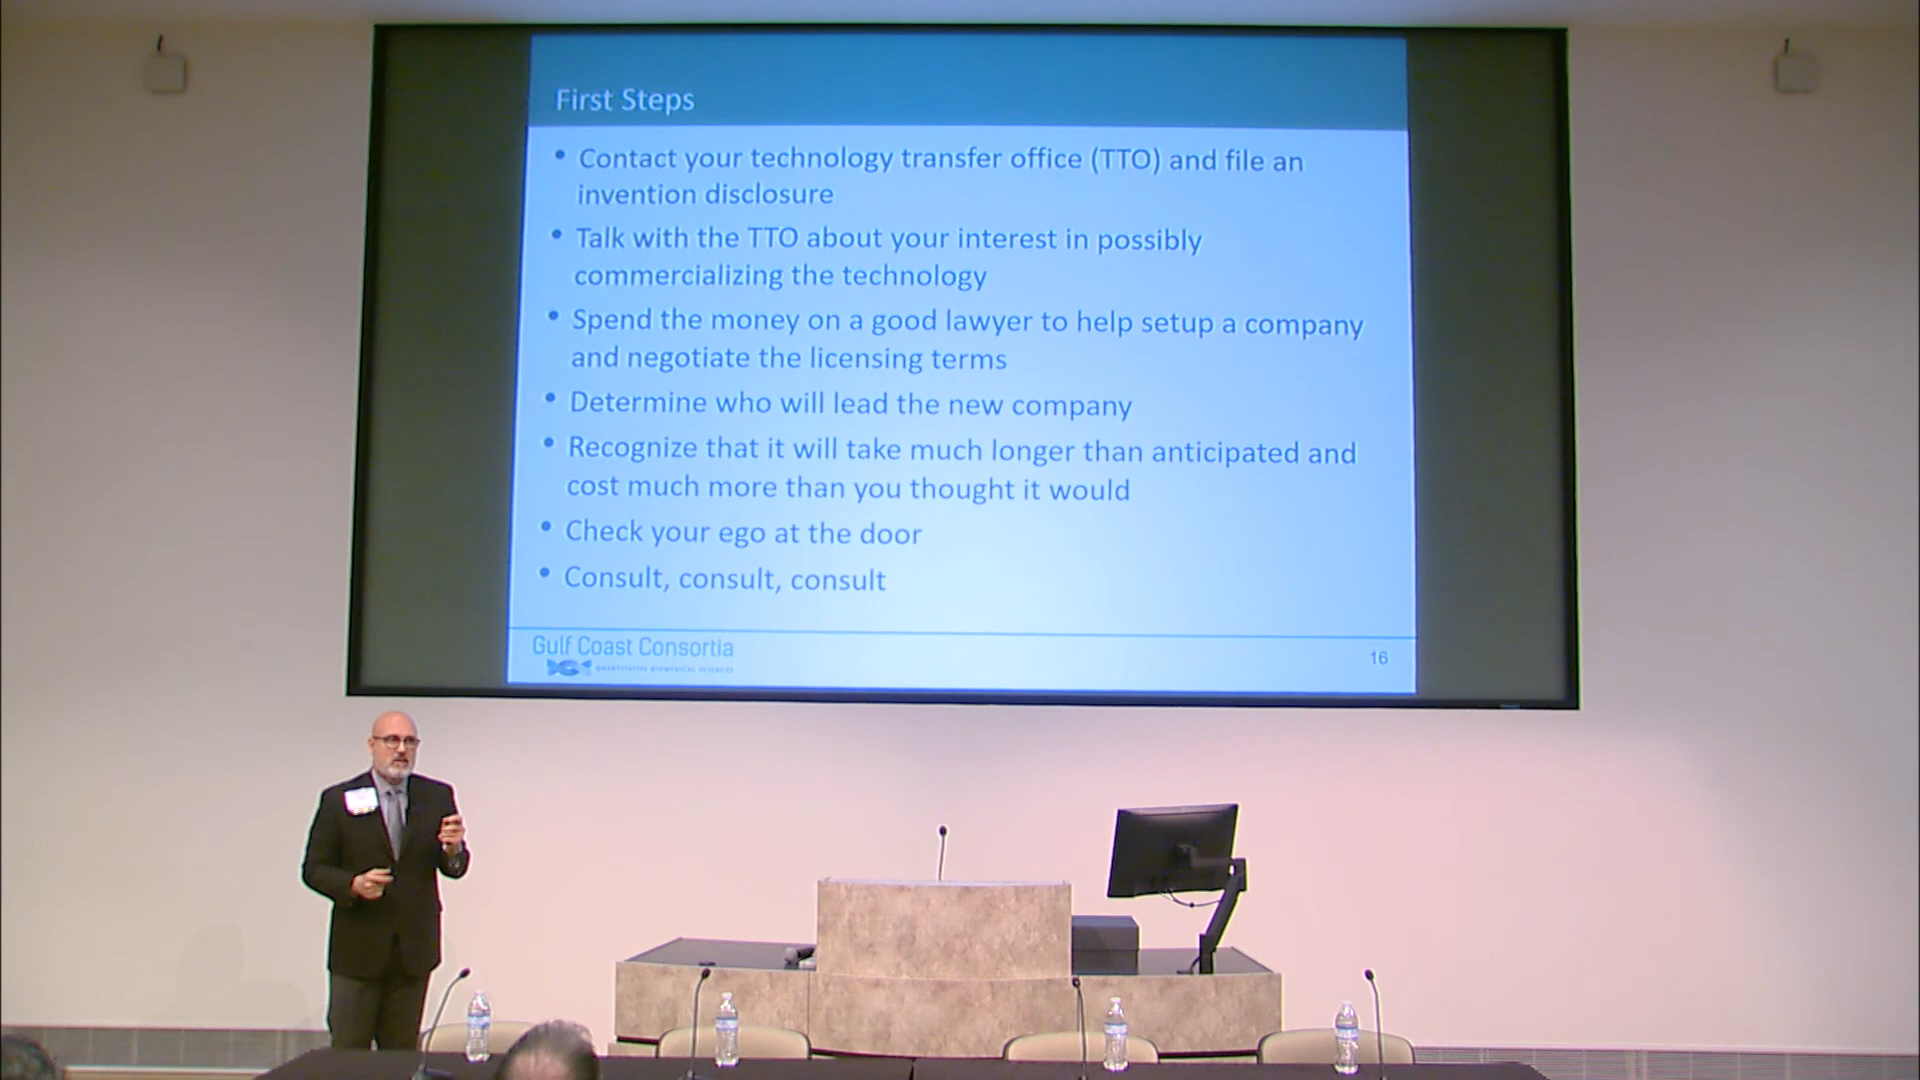 First Steps
• Contact your technology transfer office (TTO) and file an
invention disclosure
• Talk with the TTO about your interest in possibly
commercializing the technology
• Spend the money on a good lawyer to help setup a company
and negotiate the licensing terms
• Determine who will lead the new company
• Recognize that it will take much longer than anticipated and
cost much more than you thought it would
• Check your ego at the door
• Consult, consult, consult
Gulf Coast Consortia
QUANTITATIVE BIOMEDICAL SCIENCES
16